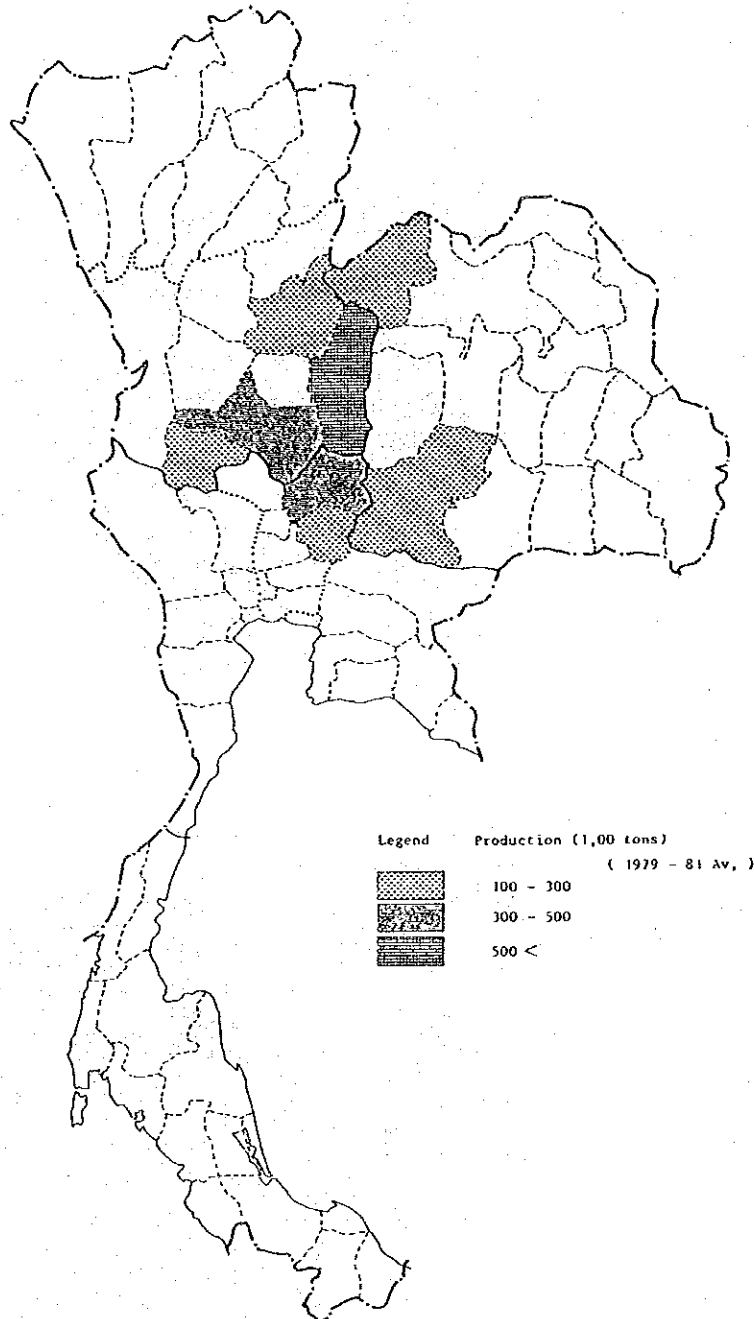 Legend Production (1,00 tons)
( 1979 - 81 Av, )
100 - 300
300 - 500
500 <